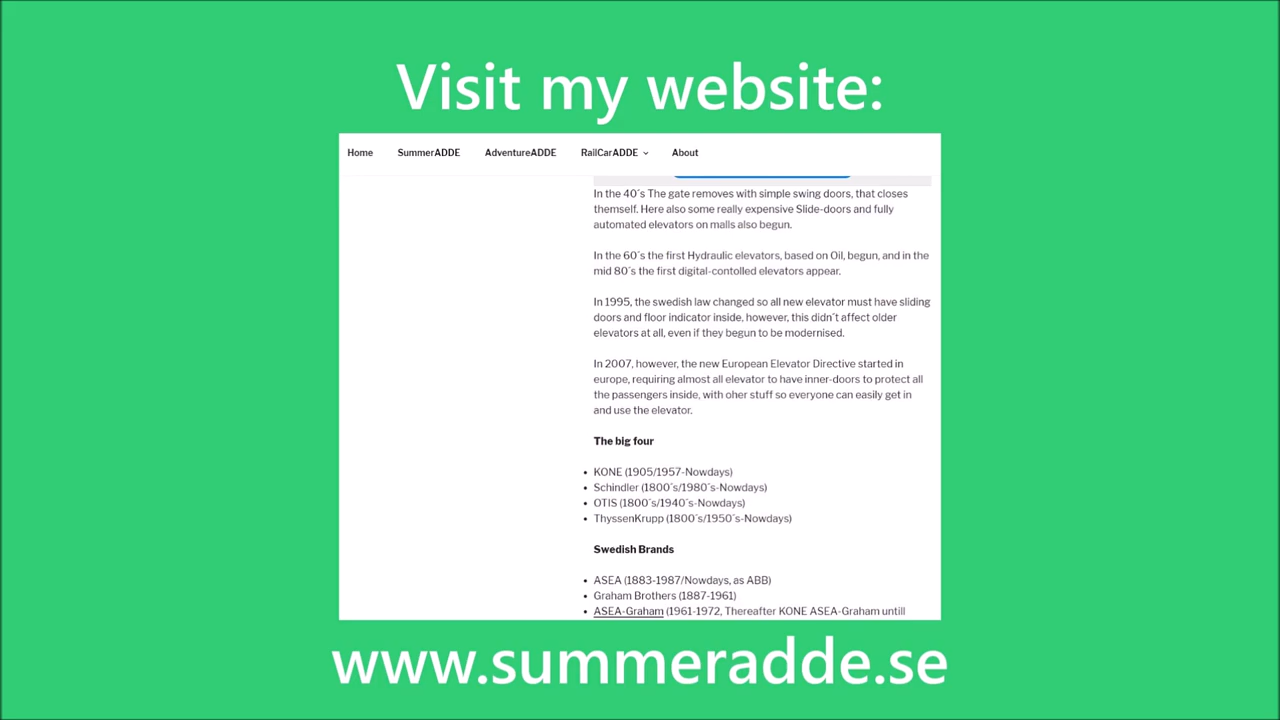 Visit my website:
Home SummerADDE AdventureADDE RailCarADDE About
In the 40´s The gate removes with simple swing doors, that closes
themself. Here also some really expensive Slide-doors and fully
automated elevators on malls also begun.
In the 60´s the first Hydraulic elevators, based on Oil, begun, and in the
mid 80´s the first digital-contolled elevators appear.
In 1995, the swedish law changed so all new elevator must have sliding
doors and floor indicator inside, however, this didn´t affect older
elevators at all, even if they begun to be modernised.
In 2007, however, the new European Elevator Directive started in
europe, requiring almost all elevator to have inner-doors to protect all
the passengers inside, with oher stuff so everyone can easily get in
and use the elevator.
The big four
• KONE (1905/1957-Nowdays)
• Schindler (1800´s/1980´s-Nowdays)
• OTIS (1800´s/1940´s-Nowdays)
• ThyssenKrupp (1800´s/1950´s-Nowdays)
Swedish Brands
• ASEA (1883-1987/Nowdays, as ABB)
• Graham Brothers (1887-1961)
• ASEA-Graham (1961-1972, Thereafter KONE ASEA-Graham untill
www.summeradde.se